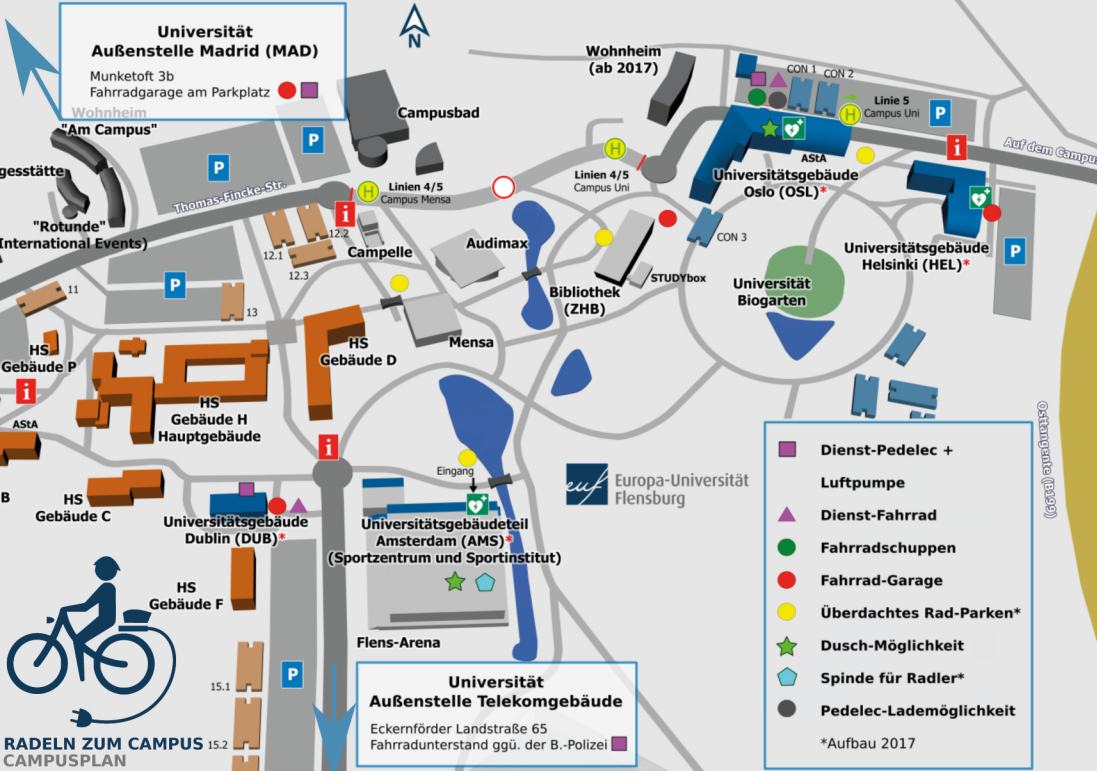 Universität
Außenstelle Madrid (MAD)
Munketoft 3b
Fahrradgarage am Parkplatz
N
Wohnheim
"Am Campus"
gesstätte
"Rotunde"
International Events)
Thomas-Fincke-Str.
P
P
P
Campusbad
Wohnheim
(ab 2017)
CON 1
CON 2
H
Linie 5
Campus Uni
P
i
Auf dem Campus
AStA
Universitätsgebäude
Oslo (OSL)*
H
Linien 4/5
Campus Uni
H
Linien 4/5
Campus Mensa
i
12.1
12.2
12.3
Campelle
Audimax
CON 3
STUDYbox
Bibliothek
(ZHB)
Universität
Biogarten
Universitätsgebäude
Helsinki (HEL)*
P
11
13
Mensa
HS
Gebäude P
i
AStA
HS
Gebäude D
HS
Gebäude H
Hauptgebäude
i
B
HS
Gebäude C
Universitätsgebäude
Dublin (DUB)*
Eingang
Universitätsgebäudeteil
Amsterdam (AMS)*
(Sportzentrum und Sportinstitut)
Flens-Arena
euf
Europa-Universität
Flensburg
HS
Gebäude F
P
15.1
15.2
Osttangente (B199)
Universität
Außenstelle Telekomgebäude
Eckernförder Landstraße 65
Fahrradunterstand ggü. der B.-Polizei
Dienst-Pedelec +
Luftpumpe
Dienst-Fahrrad
Fahrradschuppen
Fahrrad-Garage
Überdachtes Rad-Parken*
Dusch-Möglichkeit
Spinde für Radler*
Pedelec-Lademöglichkeit
*Aufbau 2017
RADELN ZUM CAMPUS
CAMPUSPLAN